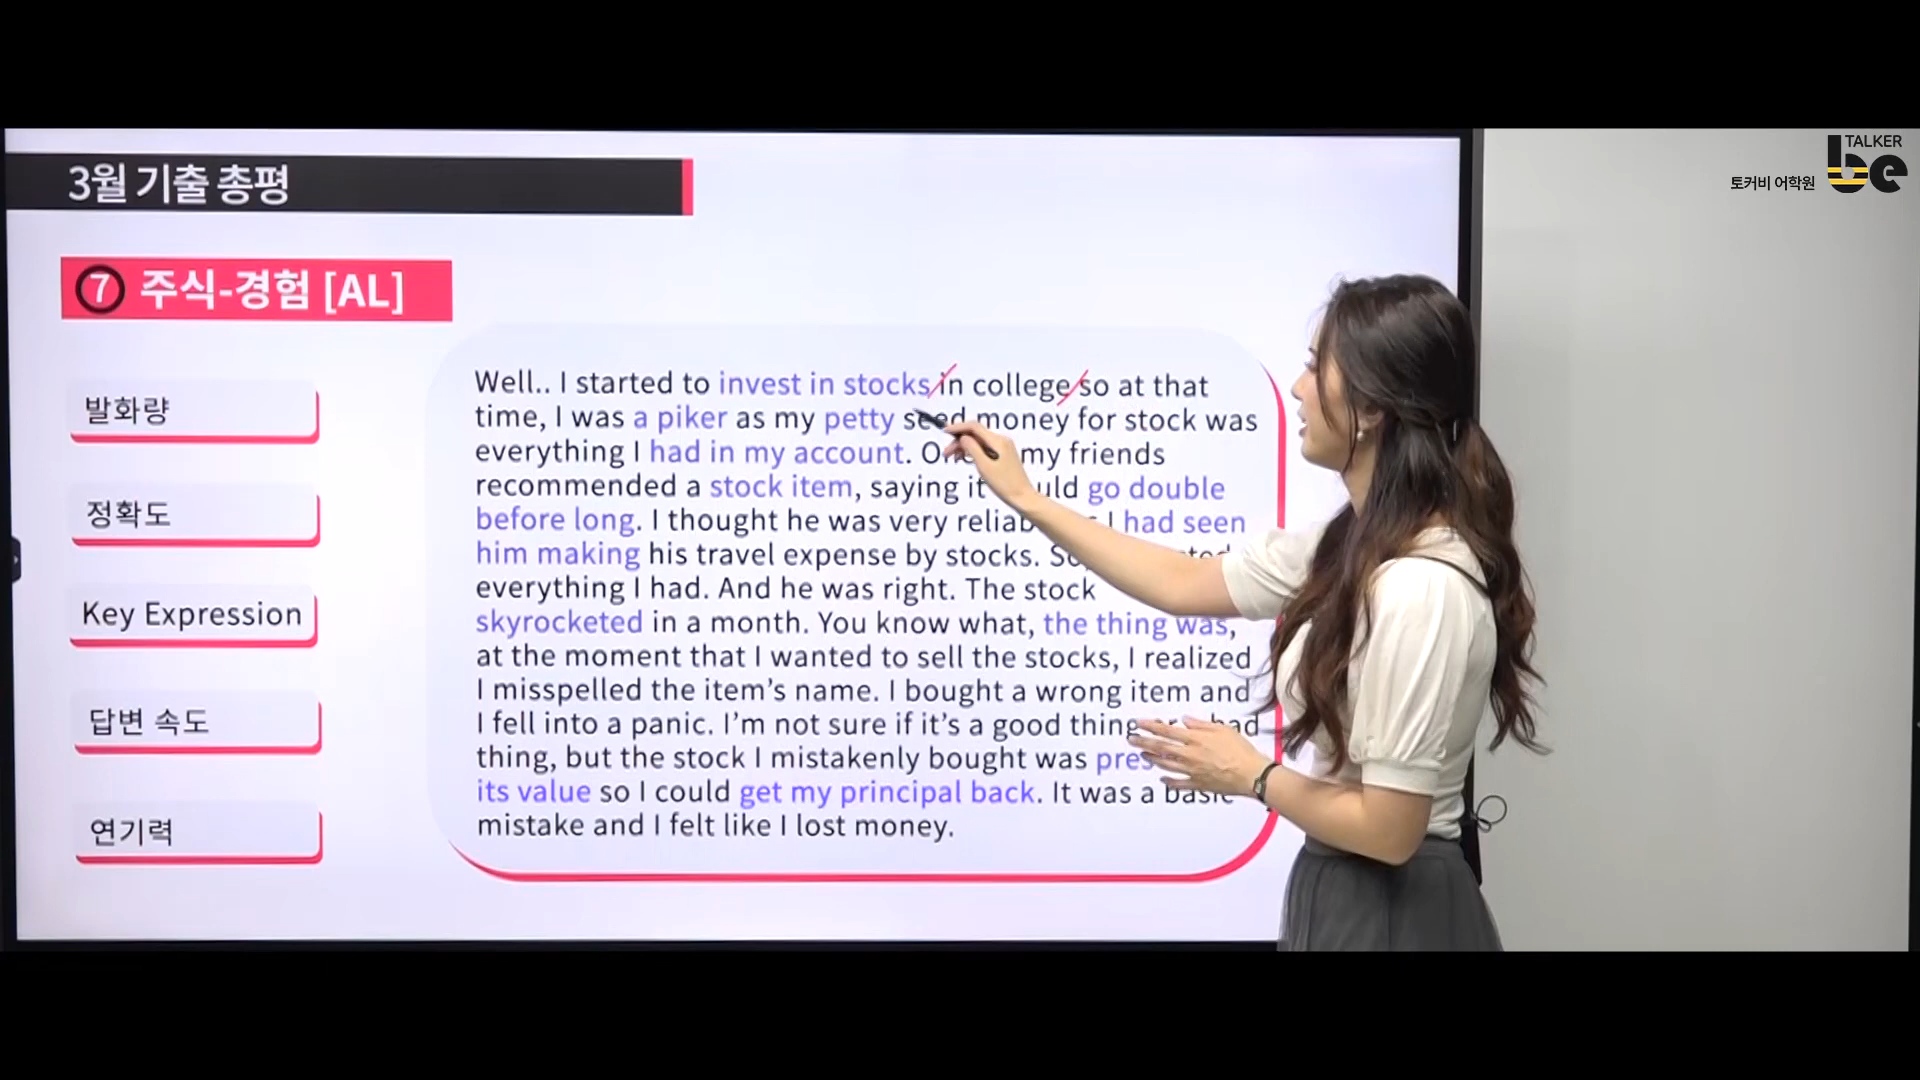 TALKER
be
토커비 어학원
3월 기출 총평
7 주식-경험 [AL]
발화량
정확도
Key Expression
답변 속도
연기력
Well.. I started to invest in stocks in college so at that
time, I was a piker as my petty seed money for stock was
everything I had in my account. my friends
recommended a stock item, saying it go double
before long. I thought he was very I had seen
him making his travel expense by stocks.
everything I had. And he was right. The stock
skyrocketed in a month. You know what, the thing was,
at the moment that I wanted to sell the stocks, I realized
I misspelled the item's name. I bought a wrong item and
I fell into a panic. I'm not sure if it's a good thing bad
thing, but the stock I mistakenly bought was
its value so I could get my principal back. It was a basic
mistake and I felt like I lost money.